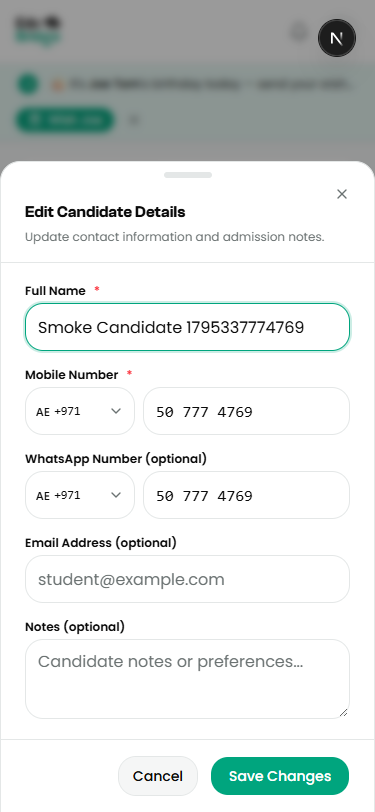 N
Edit Candidate Details
Update contact information and admission notes.
Full Name *
Smoke Candidate 1795337774769
Mobile Number *
AE +971
50 777 4769
WhatsApp Number (optional)
AE +971
50 777 4769
Email Address (optional)
student@example.com
Notes (optional)
Candidate notes or preferences...
Cancel
Save Changes